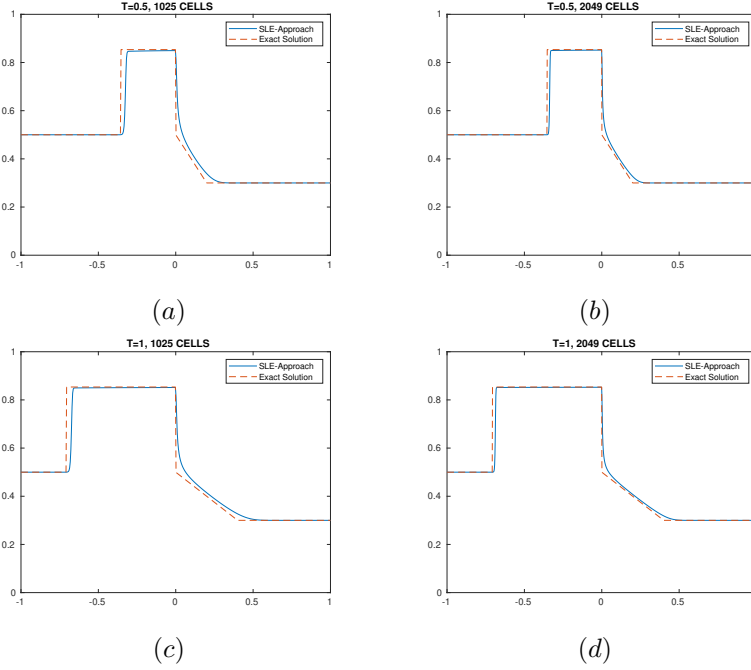 T=0.5, 1025 CELLS
1
SLE-Approach
Exact Solution
0.8
0.6
0.4
0.2
0
-1 -0.5 0 0.5 1
(a)
T=0.5, 2049 CELLS
1
SLE-Approach
Exact Solution
0.8
0.6
0.4
0.2
0
-1 -0.5 0 0.5
(b)
T=1, 1025 CELLS
1
SLE-Approach
Exact Solution
0.8
0.6
0.4
0.2
0
-1 -0.5 0 0.5 1
(c)
T=1, 2049 CELLS
1
SLE-Approach
Exact Solution
0.8
0.6
0.4
0.2
0
-1 -0.5 0 0.5
(d)